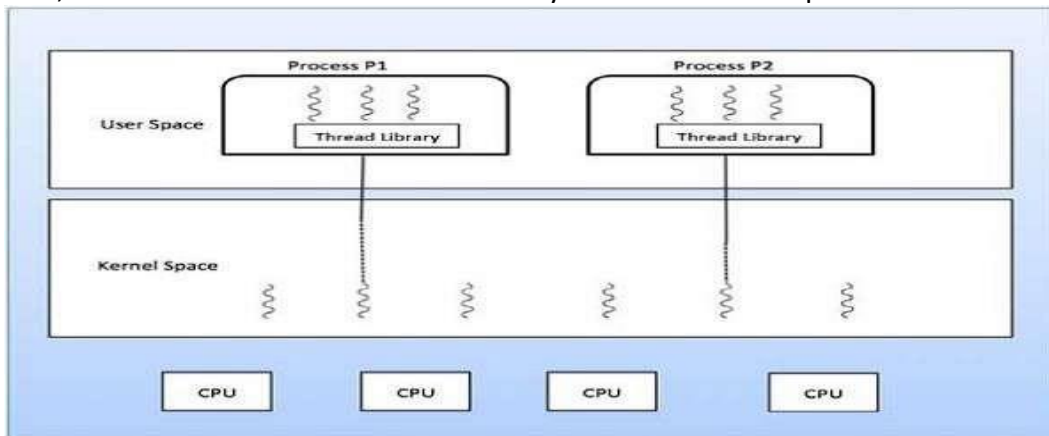 Process P1
Process P2
User Space
Thread Library
Thread Library
Kernel Space
CPU
CPU
CPU
CPU